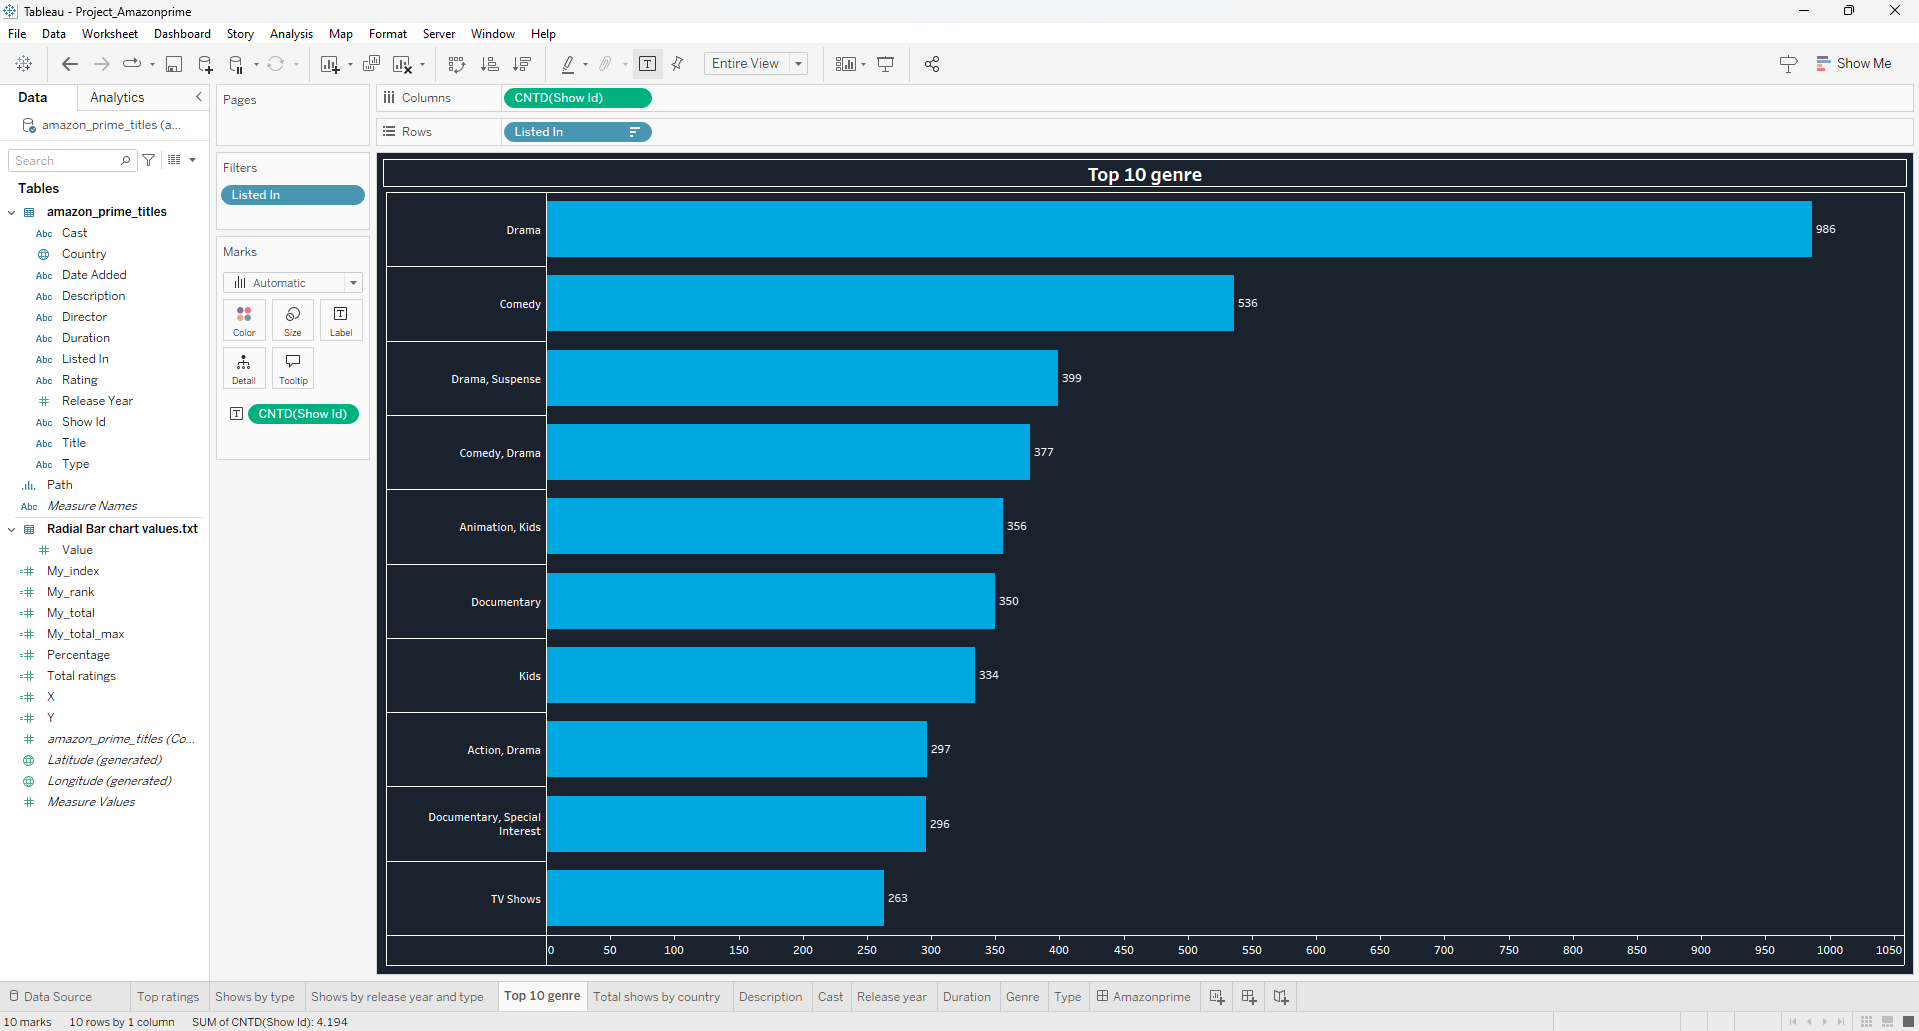 Tableau - Project_Amazonprime
File Data Worksheet Dashboard Story Analysis Map Format Server Window Help
Entire View
Show Me
Data Analytics
amazon_prime_titles (a...
Search
Tables
amazon_prime_titles
Abc Cast
Country
Abc Date Added
Abc Description
Abc Director
Abc Duration
Abc Listed In
Abc Rating
# Release Year
Abc Show Id
Abc Title
Abc Type
Path
Abc Measure Names
Radial Bar chart values.txt
# Value
=# My_index
=# My_rank
=# My_total
=# My_total_max
=# Percentage
=# Total ratings
=# X
=# Y
# amazon_prime_titles (Co...
Latitude (generated)
Longitude (generated)
# Measure Values
Pages
Filters
Listed In
Marks
Automatic
Color Size Label
Detail Tooltip
T CNTD(Show Id)
Columns CNTD(Show Id)
Rows Listed In
Top 10 genre
Drama 986
Comedy 536
Drama, Suspense 399
Comedy, Drama 377
Animation, Kids 356
Documentary 350
Kids 334
Action, Drama 297
Documentary, Special
Interest 296
TV Shows 263
0 50 100 150 200 250 300 350 400 450 500 550 600 650 700 750 800 850 900 950 1000 1050
Data Source Top ratings Shows by type Shows by release year and type Top 10 genre Total shows by country Description Cast Release year Duration Genre Type Amazonprime
10 marks 10 rows by 1 column SUM of CNTD(Show Id): 4,194